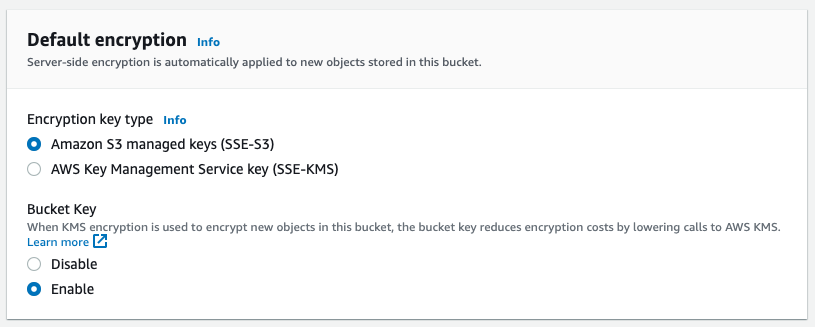 Default encryption Info
Server-side encryption is automatically applied to new objects stored in this bucket.
Encryption key type Info
Amazon S3 managed keys (SSE-S3)
AWS Key Management Service key (SSE-KMS)
Bucket Key
When KMS encryption is used to encrypt new objects in this bucket, the bucket key reduces encryption costs by lowering calls to AWS KMS.
Learn more
Disable
Enable